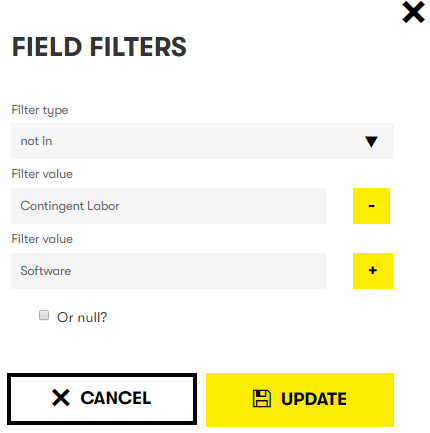 FIELD FILTERS
Filter type
not in
Filter value
Contingent Labor
-
Filter value
Software
+
Or null?
CANCEL
UPDATE